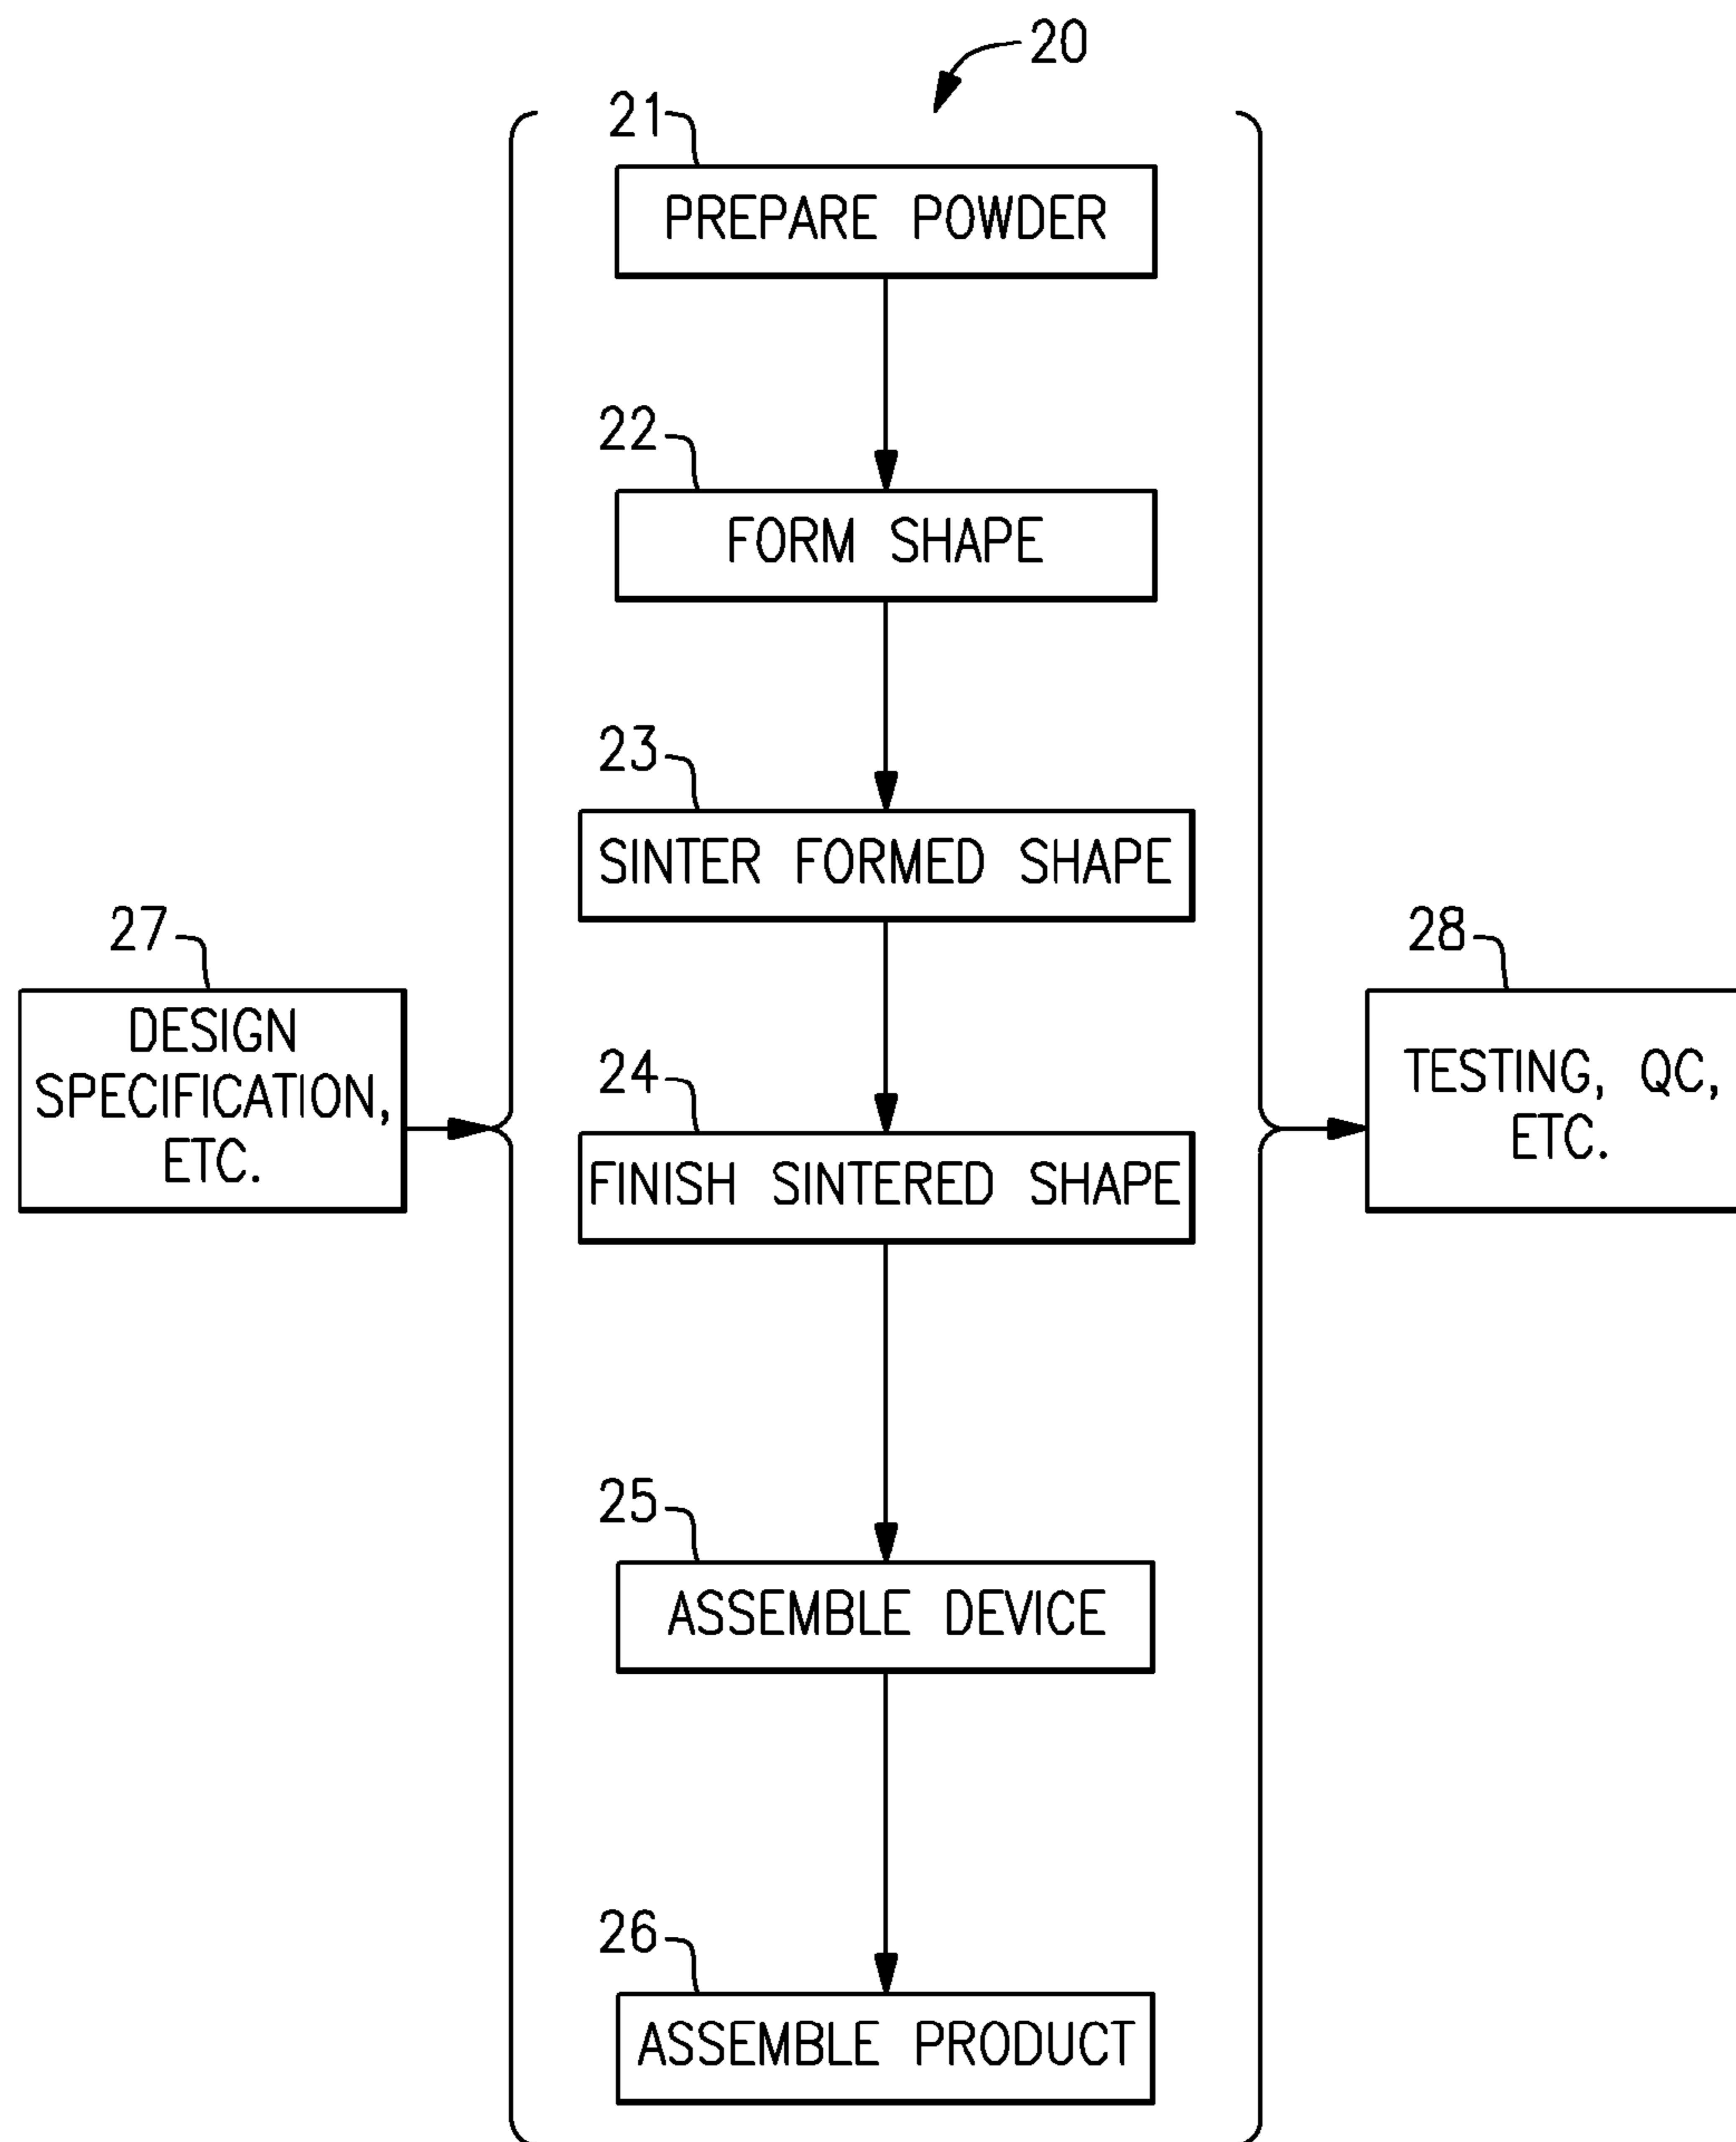 20
21
PREPARE POWDER
22
FORM SHAPE
23
SINTER FORMED SHAPE
27
DESIGN
SPECIFICATION,
ETC.
28
TESTING, QC,
ETC.
24
FINISH SINTERED SHAPE
25
ASSEMBLE DEVICE
26
ASSEMBLE PRODUCT